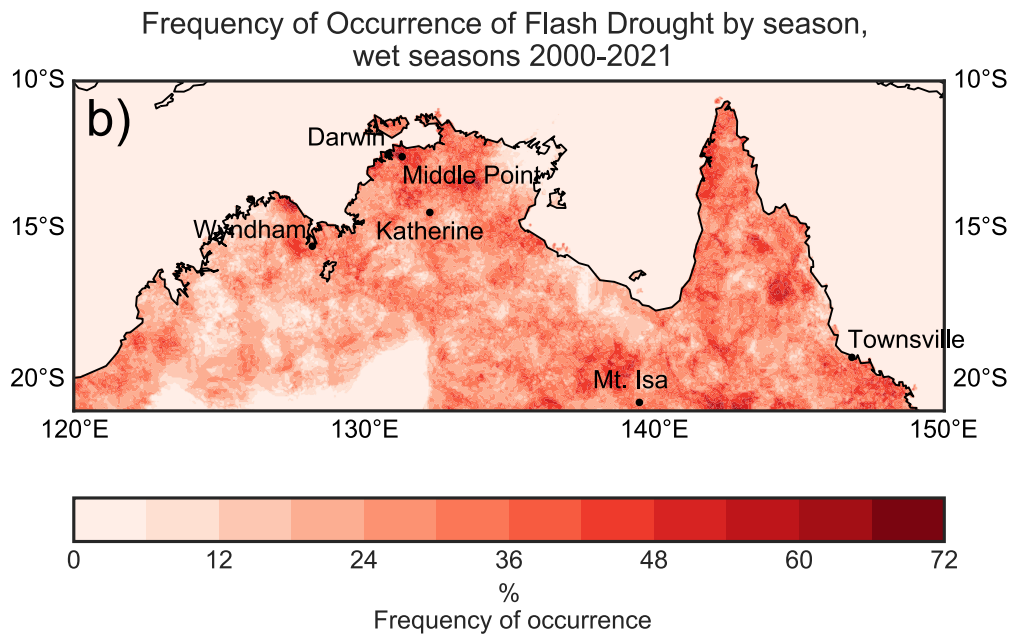 Frequency of Occurrence of Flash Drought by season,
wet seasons 2000-2021
10°S
10°S
b)
Darwin
Middle Point
15°S
Wyndham
Katherine
15°S
Townsville
20°S
Mt. Isa
20°S
120°E
130°E
140°E
150°E
0
12
24
36
48
60
72
%
Frequency of occurrence